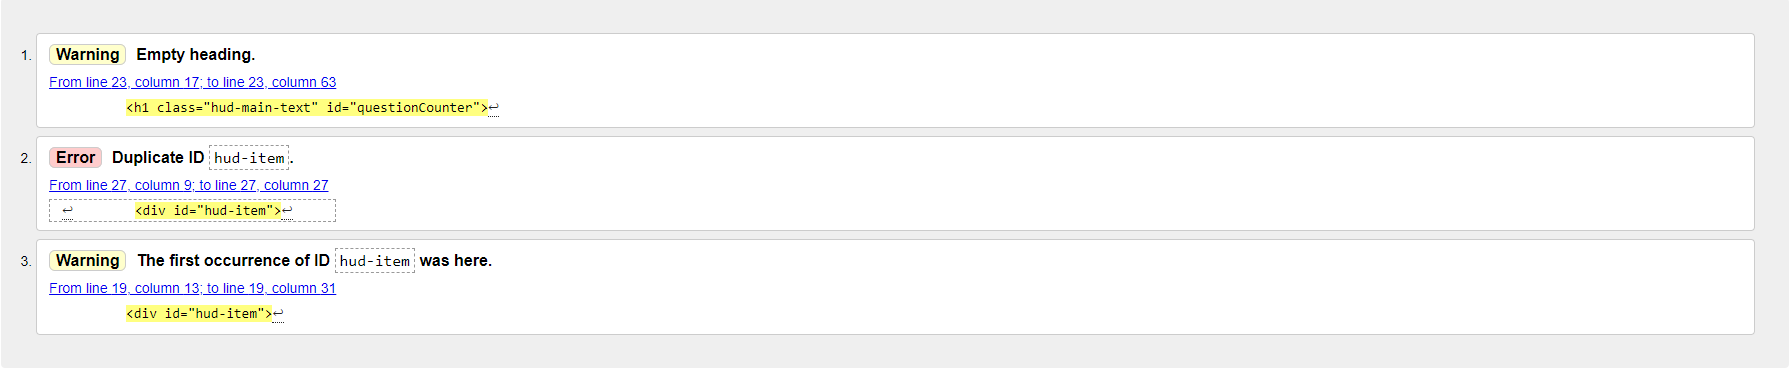 1. Warning Empty heading.
From line 23, column 17; to line 23, column 63
<h1 class="hud-main-text" id="questionCounter">↩
2. Error Duplicate ID hud-item.
From line 27, column 9; to line 27, column 27
↩ <div id="hud-item">↩
3. Warning The first occurrence of ID hud-item was here.
From line 19, column 13; to line 19, column 31
<div id="hud-item">↩